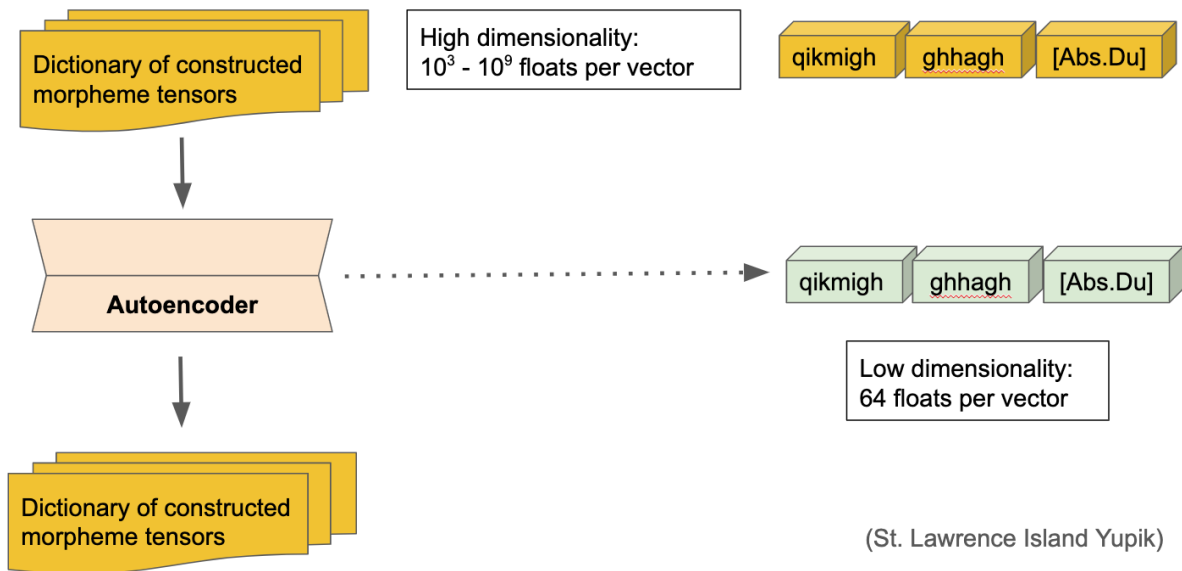 Dictionary of constructed
morpheme tensors
High dimensionality:
10³ - 10⁹ floats per vector
qikmigh
ghhagh
[Abs.Du]
Autoencoder
qikmigh
ghhagh
[Abs.Du]
Low dimensionality:
64 floats per vector
Dictionary of constructed
morpheme tensors
(St. Lawrence Island Yupik)